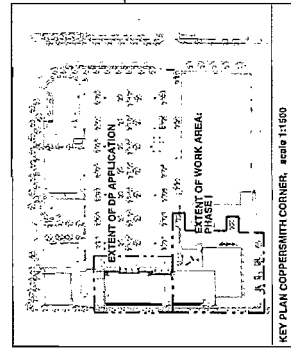 EXTENT OF DP APPLICATION
EXTENT OF WORK AREA:
PHASE I
KEY PLAN COPPERSMITH CORNER, scale 1:1500